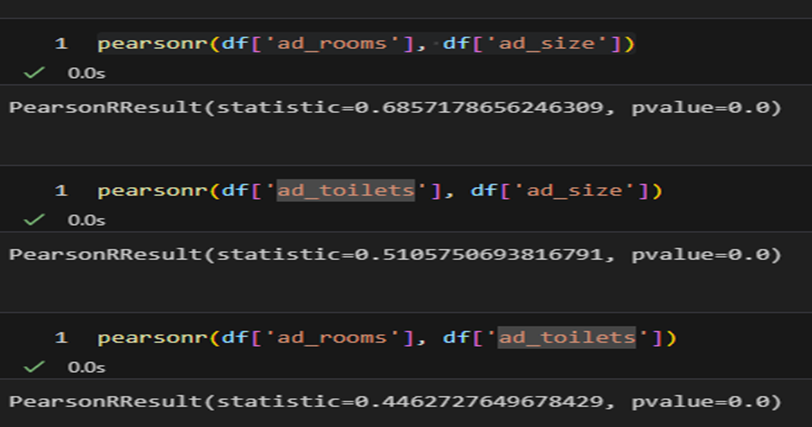 1 pearsonr(df['ad_rooms'], df['ad_size'])
0.0s
PearsonRResult(statistic=0.6857178656246309, pvalue=0.0)
1 pearsonr(df['ad_toilets'], df['ad_size'])
0.0s
PearsonRResult(statistic=0.5105750693816791, pvalue=0.0)
1 pearsonr(df['ad_rooms'], df['ad_toilets'])
0.0s
PearsonRResult(statistic=0.4462727649678429, pvalue=0.0)